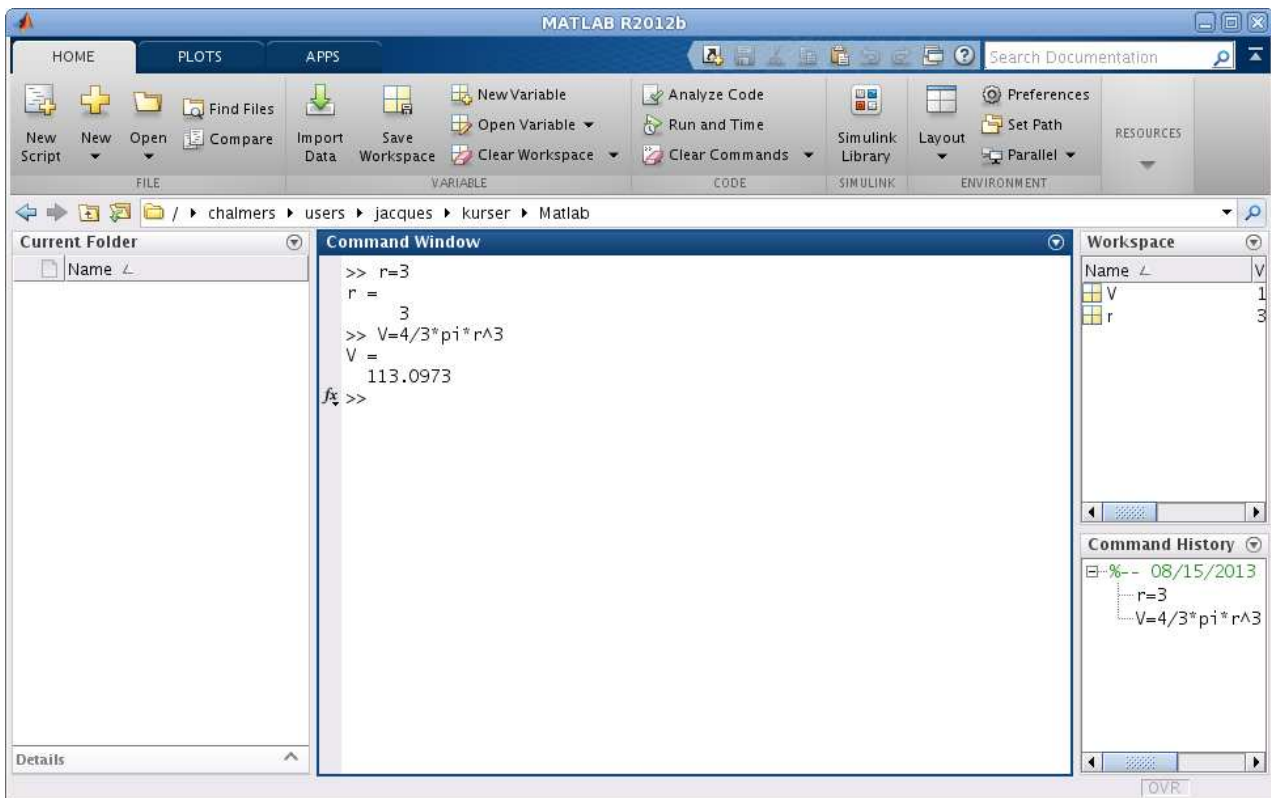 MATLAB R2012b
HOME PLOTS APPS Search Documentation
New Script
New
Open
Find Files
Compare
FILE
Import Data
Save Workspace
New Variable
Open Variable
Clear Workspace
VARIABLE
Analyze Code
Run and Time
Clear Commands
CODE
Simulink Library
SIMULINK
Layout
Preferences
Set Path
Parallel
ENVIRONMENT
RESOURCES
/ chalmers users jacques kurser Matlab
Current Folder
Name
Details
Command Window
>> r=3
r =
3
>> V=4/3*pi*r^3
V =
113.0973
fx >>
Workspace
Name V
V 1
r 3
Command History
%-- 08/15/2013
r=3
V=4/3*pi*r^3
OVR